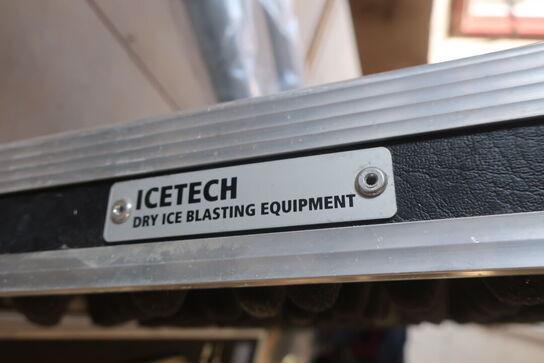 ICETECH
DRY ICE BLASTING EQUIPMENT